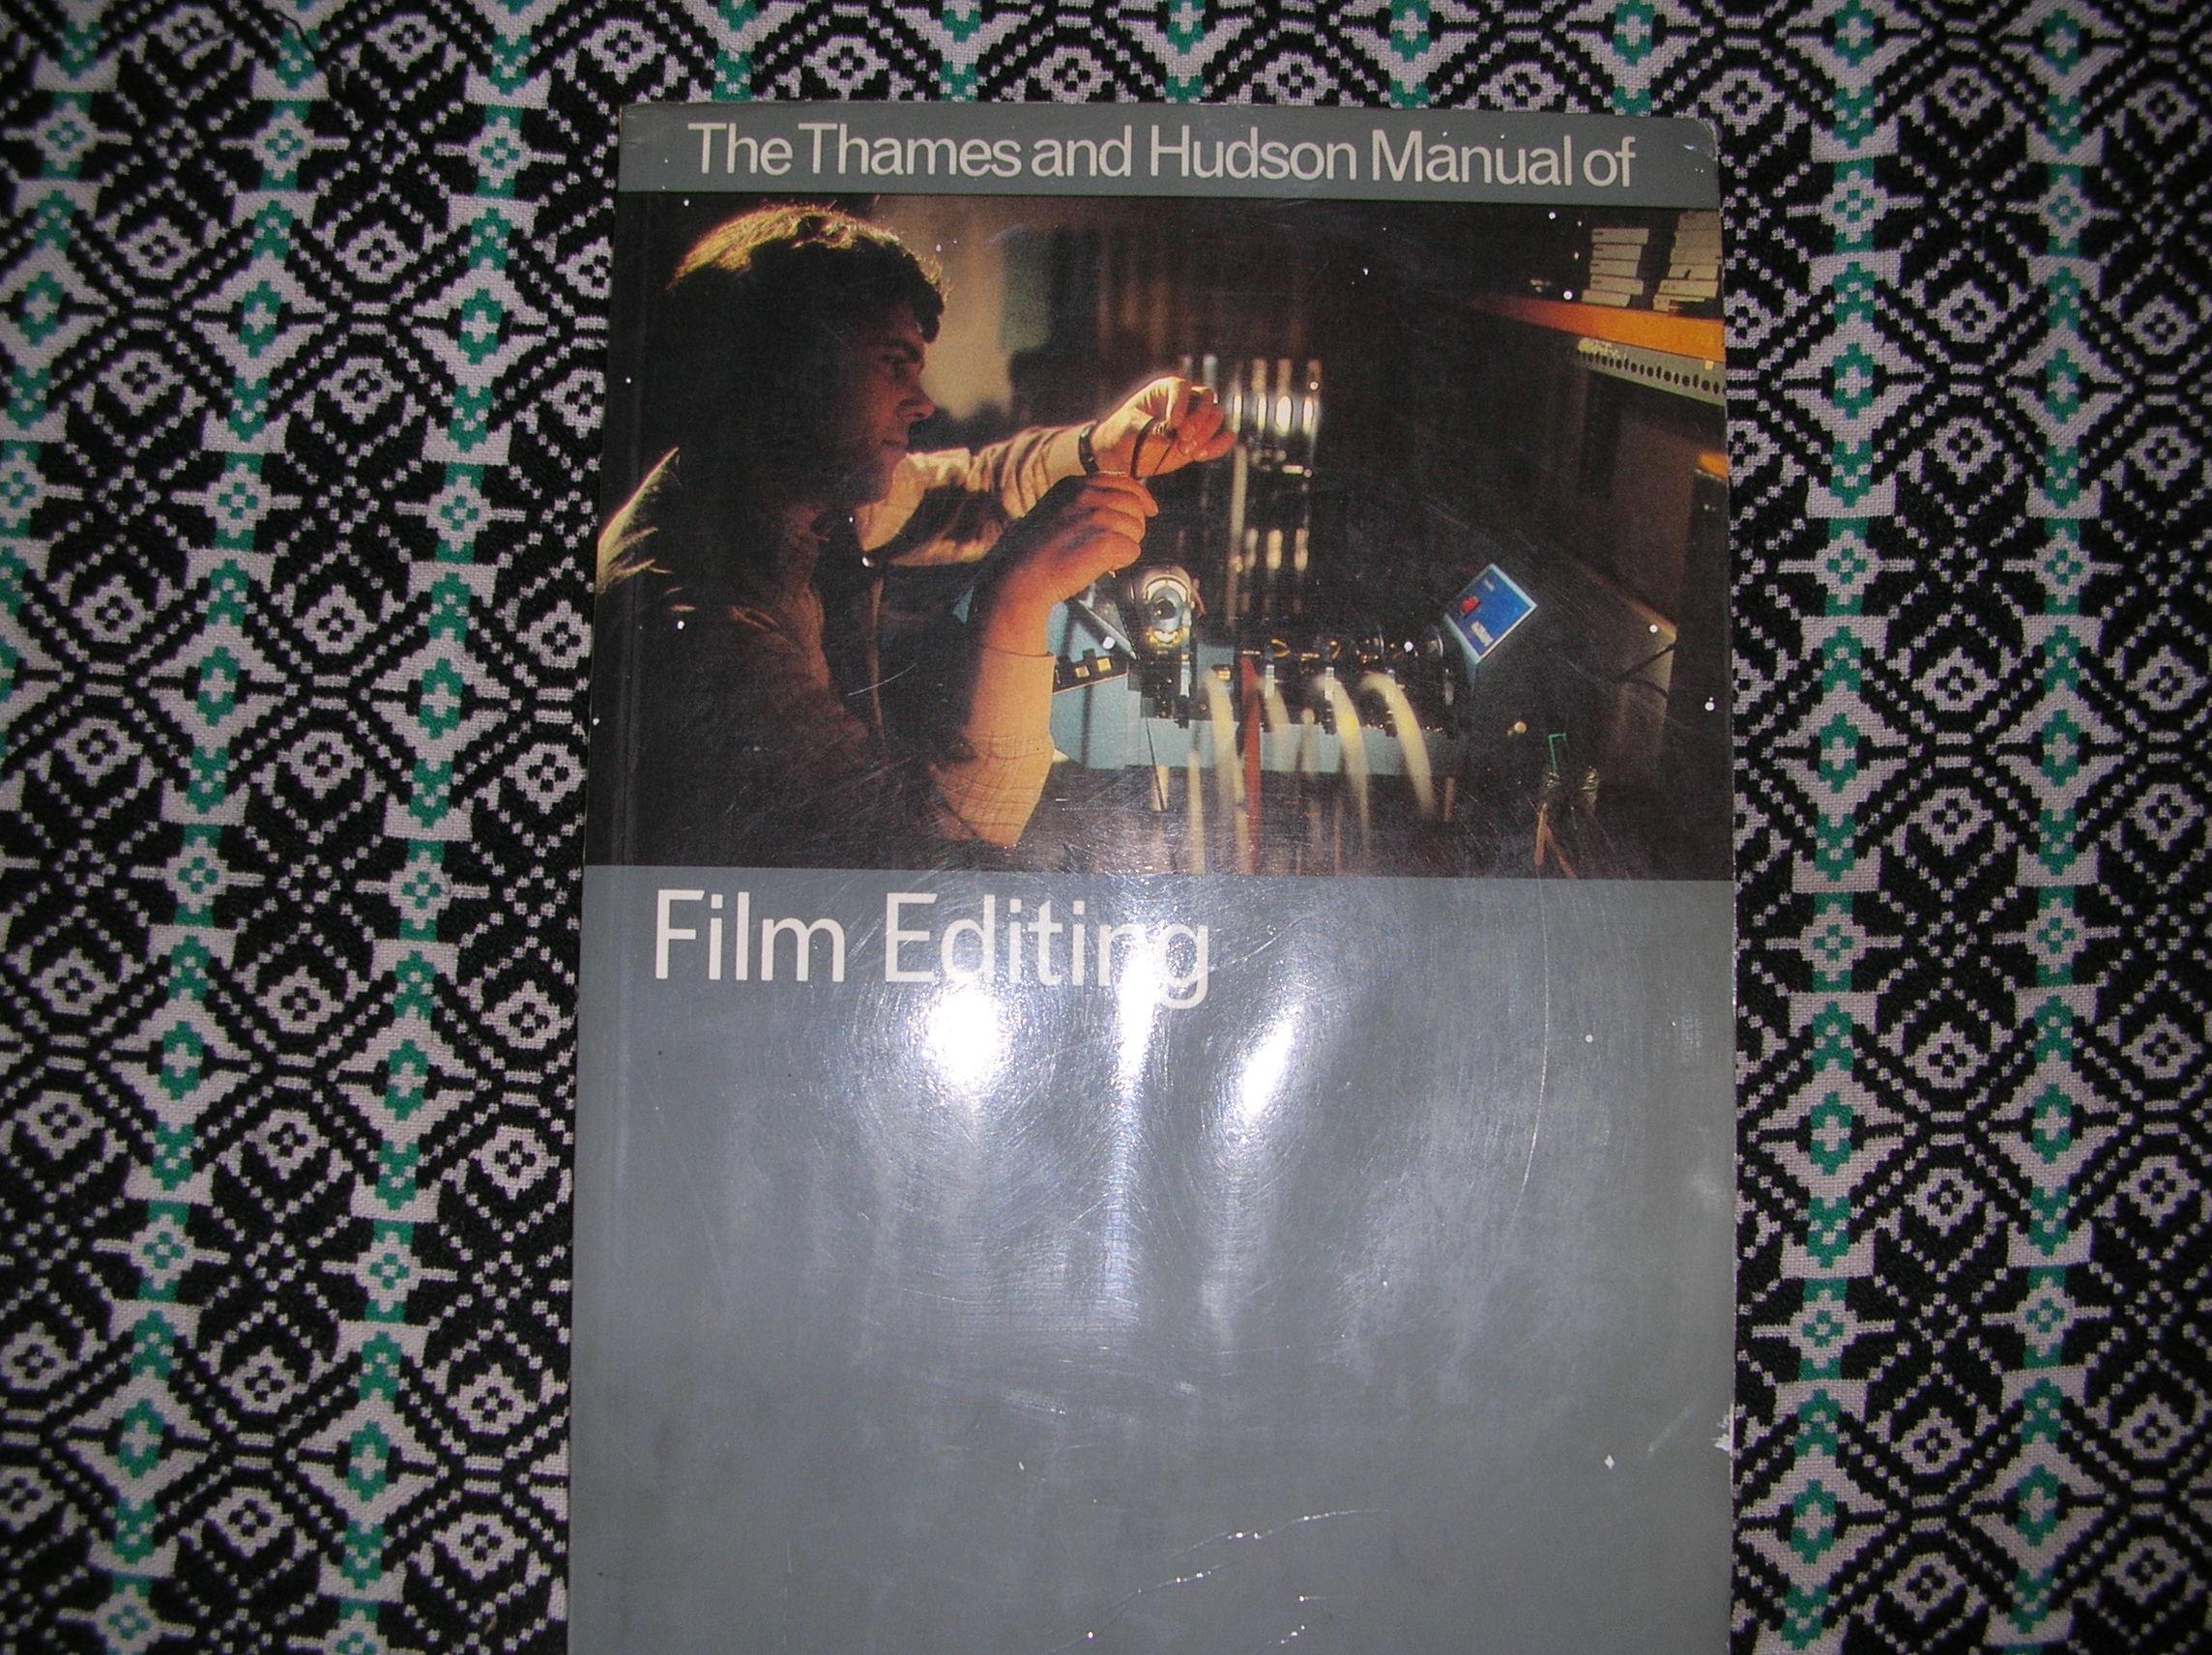 The Thames and Hudson Manual of
Film Editing